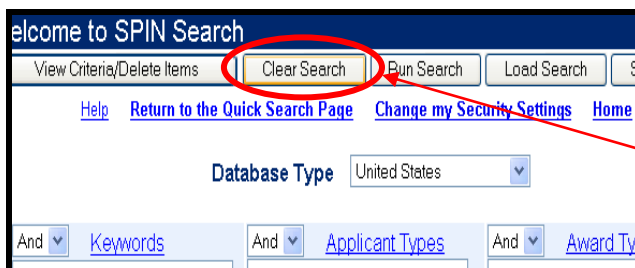 elcome to SPIN Search
View Criteria/Delete Items Clear Search Run Search Load Search S
Help Return to the Quick Search Page Change my Security Settings Home
Database Type United States
And Keywords And Applicant Types And Award Ty